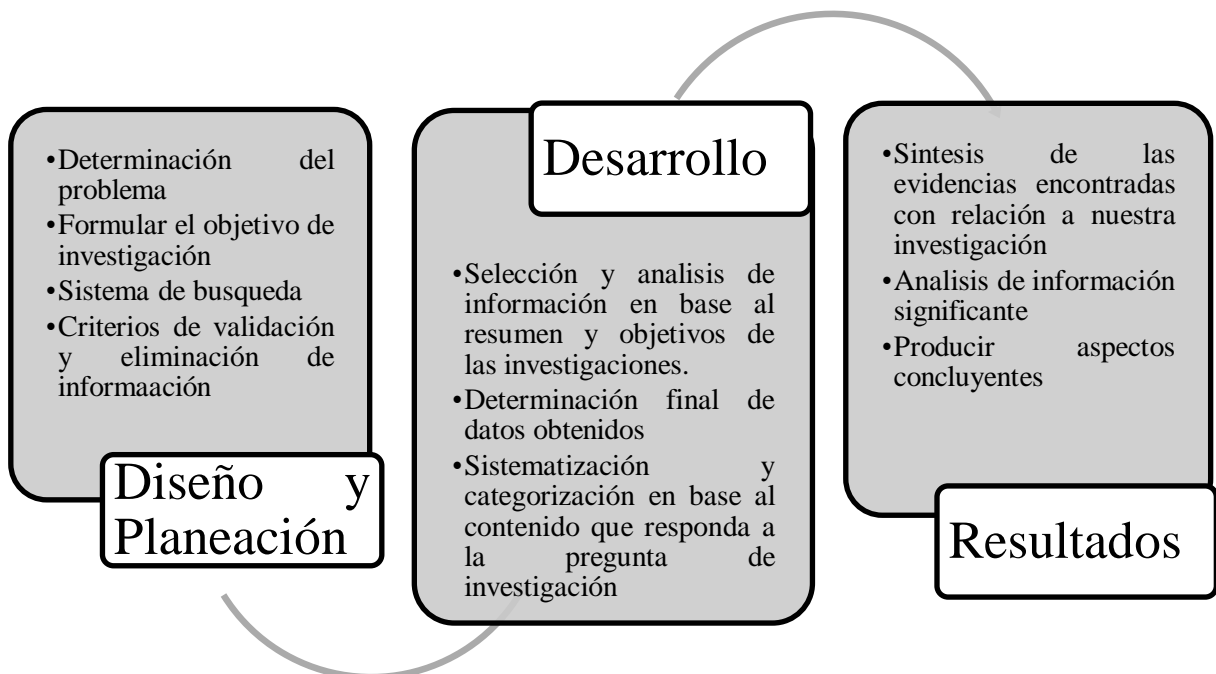 •Determinación del
problema
•Formular el objetivo de
investigación
•Sistema de busqueda
•Criterios de validación
y eliminación de
informaación
Diseño y
Planeación
Desarrollo
•Selección y analisis de
información en base al
resumen y objetivos de
las investigaciones.
•Determinación final de
datos obtenidos
•Sistematización y
categorización en base al
contenido que responda a
la pregunta de
investigación
•Sintesis de las
evidencias encontradas
con relación a nuestra
investigación
•Analisis de información
significante
•Producir aspectos
concluyentes
Resultados